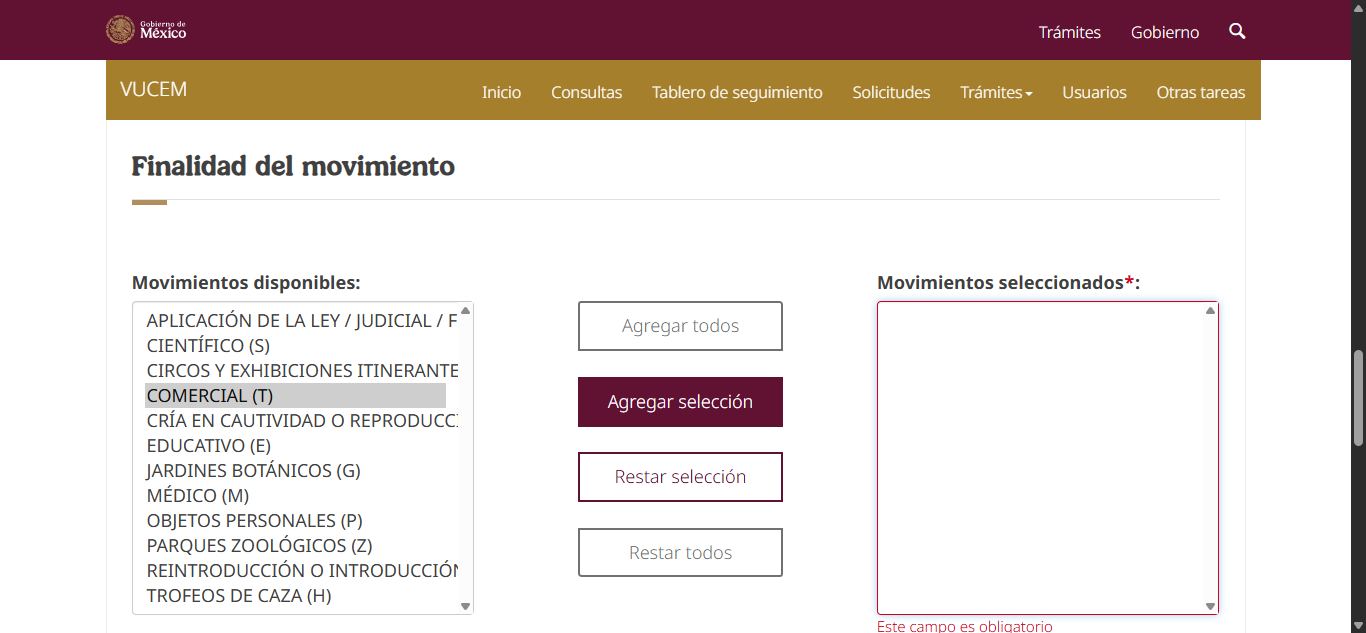 Gobierno de
México
Trámites
Gobierno
VUCEM
Inicio
Consultas
Tablero de seguimiento
Solicitudes
Trámites
Usuarios
Otras tareas
Finalidad del movimiento
Movimientos disponibles:
APLICACIÓN DE LA LEY / JUDICIAL / F
CIENTÍFICO (S)
CIRCOS Y EXHIBICIONES ITINERANTE
COMERCIAL (T)
CRÍA EN CAUTIVIDAD O REPRODUCCI
EDUCATIVO (E)
JARDINES BOTÁNICOS (G)
MÉDICO (M)
OBJETOS PERSONALES (P)
PARQUES ZOOLÓGICOS (Z)
REINTRODUCCIÓN O INTRODUCCIÓN
TROFEOS DE CAZA (H)
Agregar todos
Agregar selección
Restar selección
Restar todos
Movimientos seleccionados*:
Este campo es obligatorio